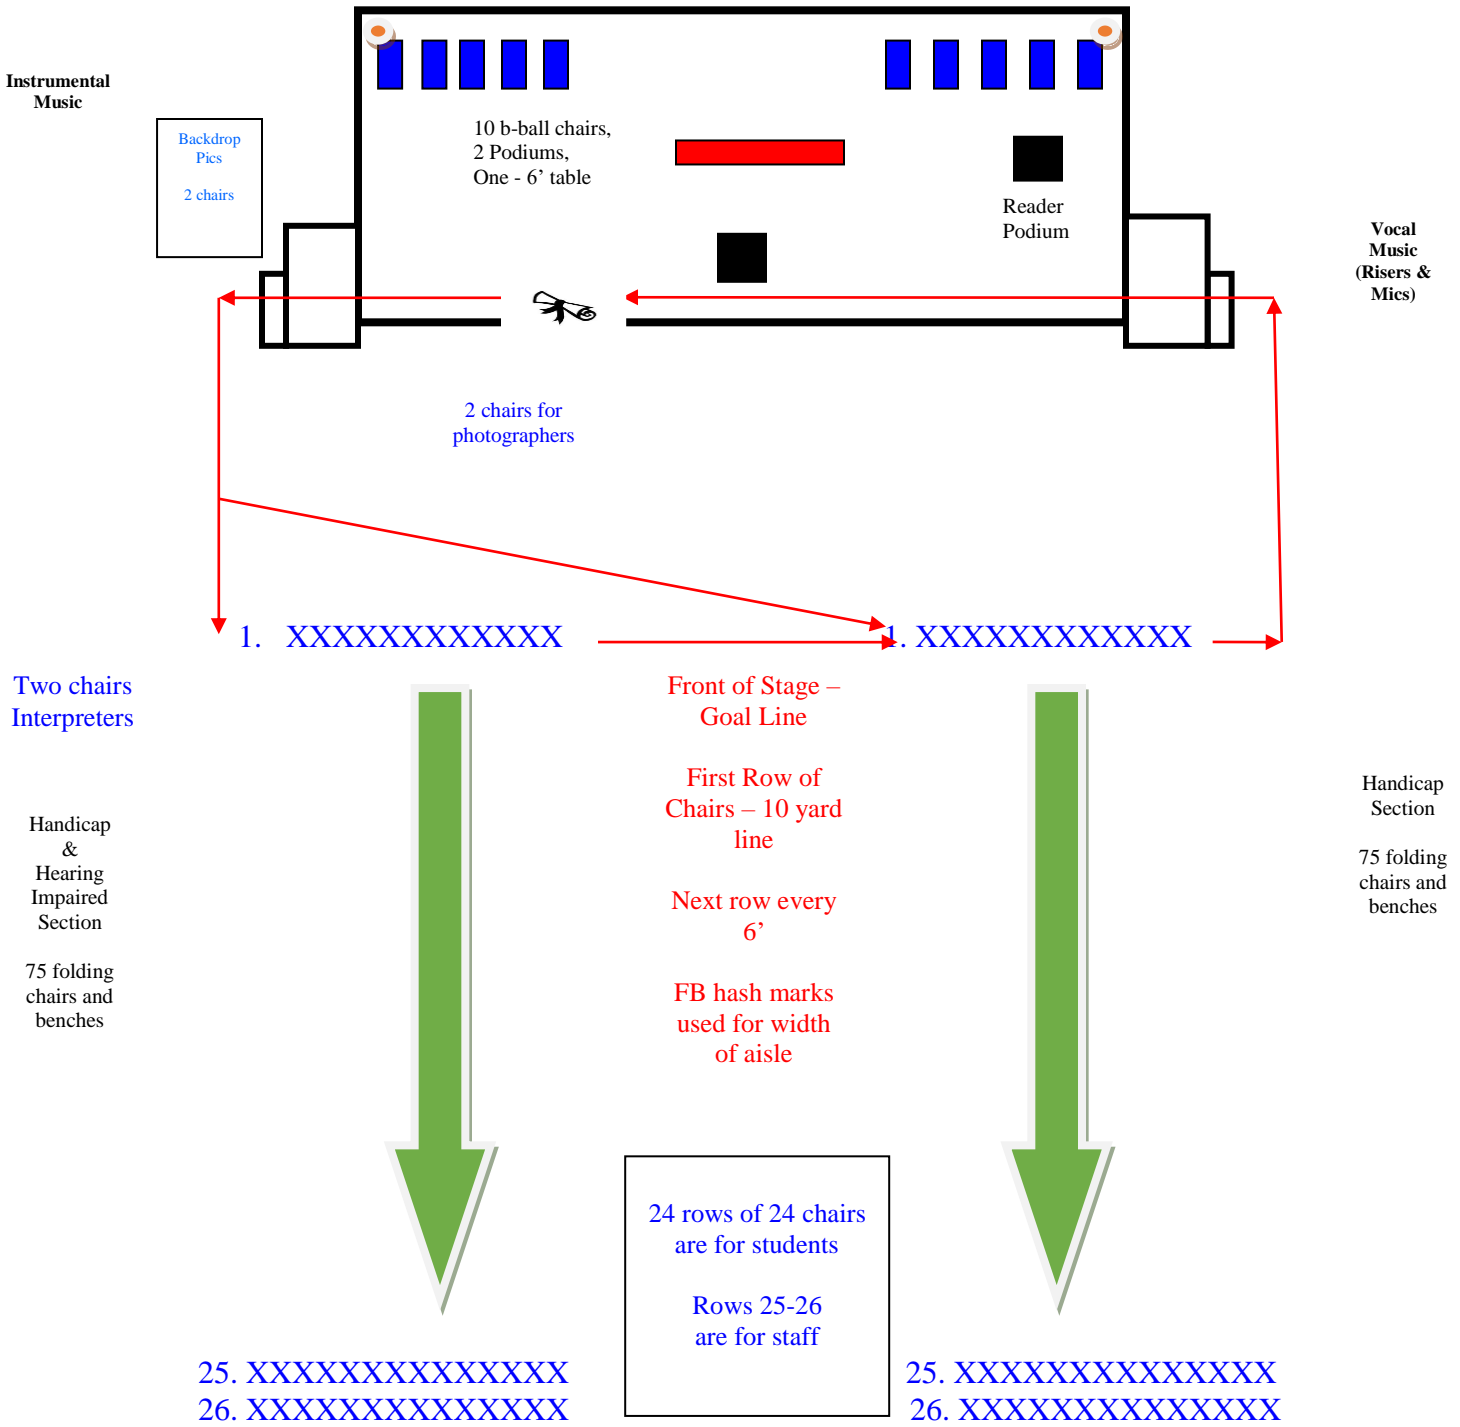 Instrumental
Music
Backdrop
Pics
2 chairs
10 b-ball chairs,
2 Podiums,
One - 6’ table
Reader
Podium
Vocal
Music
(Risers &
Mics)
2 chairs for
photographers
1. XXXXXXXXXXXX
1. XXXXXXXXXXXX
Two chairs
Interpreters
Handicap
&
Hearing
Impaired
Section
75 folding
chairs and
benches
Front of Stage –
Goal Line
First Row of
Chairs – 10 yard
line
Next row every
6’
FB hash marks
used for width
of aisle
Handicap
Section
75 folding
chairs and
benches
24 rows of 24 chairs
are for students
Rows 25-26
are for staff
25. XXXXXXXXXXXXXX
26. XXXXXXXXXXXXXX
25. XXXXXXXXXXXXXX
26. XXXXXXXXXXXXXX